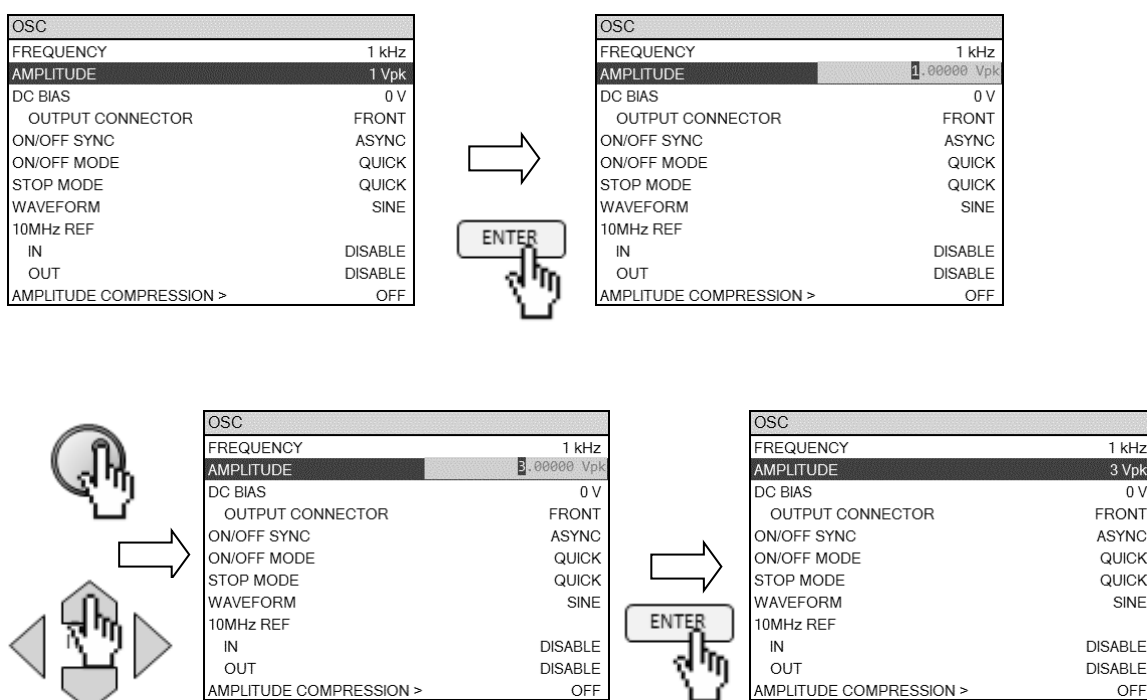 OSC
FREQUENCY 1 kHz
AMPLITUDE 1 Vpk
DC BIAS 0 V
OUTPUT CONNECTOR FRONT
ON/OFF SYNC ASYNC
ON/OFF MODE QUICK
STOP MODE QUICK
WAVEFORM SINE
10MHz REF
IN DISABLE
OUT DISABLE
AMPLITUDE COMPRESSION > OFF
ENTER
OSC
FREQUENCY 1 kHz
AMPLITUDE 1.00000 Vpk
DC BIAS 0 V
OUTPUT CONNECTOR FRONT
ON/OFF SYNC ASYNC
ON/OFF MODE QUICK
STOP MODE QUICK
WAVEFORM SINE
10MHz REF
IN DISABLE
OUT DISABLE
AMPLITUDE COMPRESSION > OFF
OSC
FREQUENCY 1 kHz
AMPLITUDE 3.00000 Vpk
DC BIAS 0 V
OUTPUT CONNECTOR FRONT
ON/OFF SYNC ASYNC
ON/OFF MODE QUICK
STOP MODE QUICK
WAVEFORM SINE
10MHz REF
IN DISABLE
OUT DISABLE
AMPLITUDE COMPRESSION > OFF
ENTER
OSC
FREQUENCY 1 kHz
AMPLITUDE 3 Vpk
DC BIAS 0 V
OUTPUT CONNECTOR FRONT
ON/OFF SYNC ASYNC
ON/OFF MODE QUICK
STOP MODE QUICK
WAVEFORM SINE
10MHz REF
IN DISABLE
OUT DISABLE
AMPLITUDE COMPRESSION > OFF